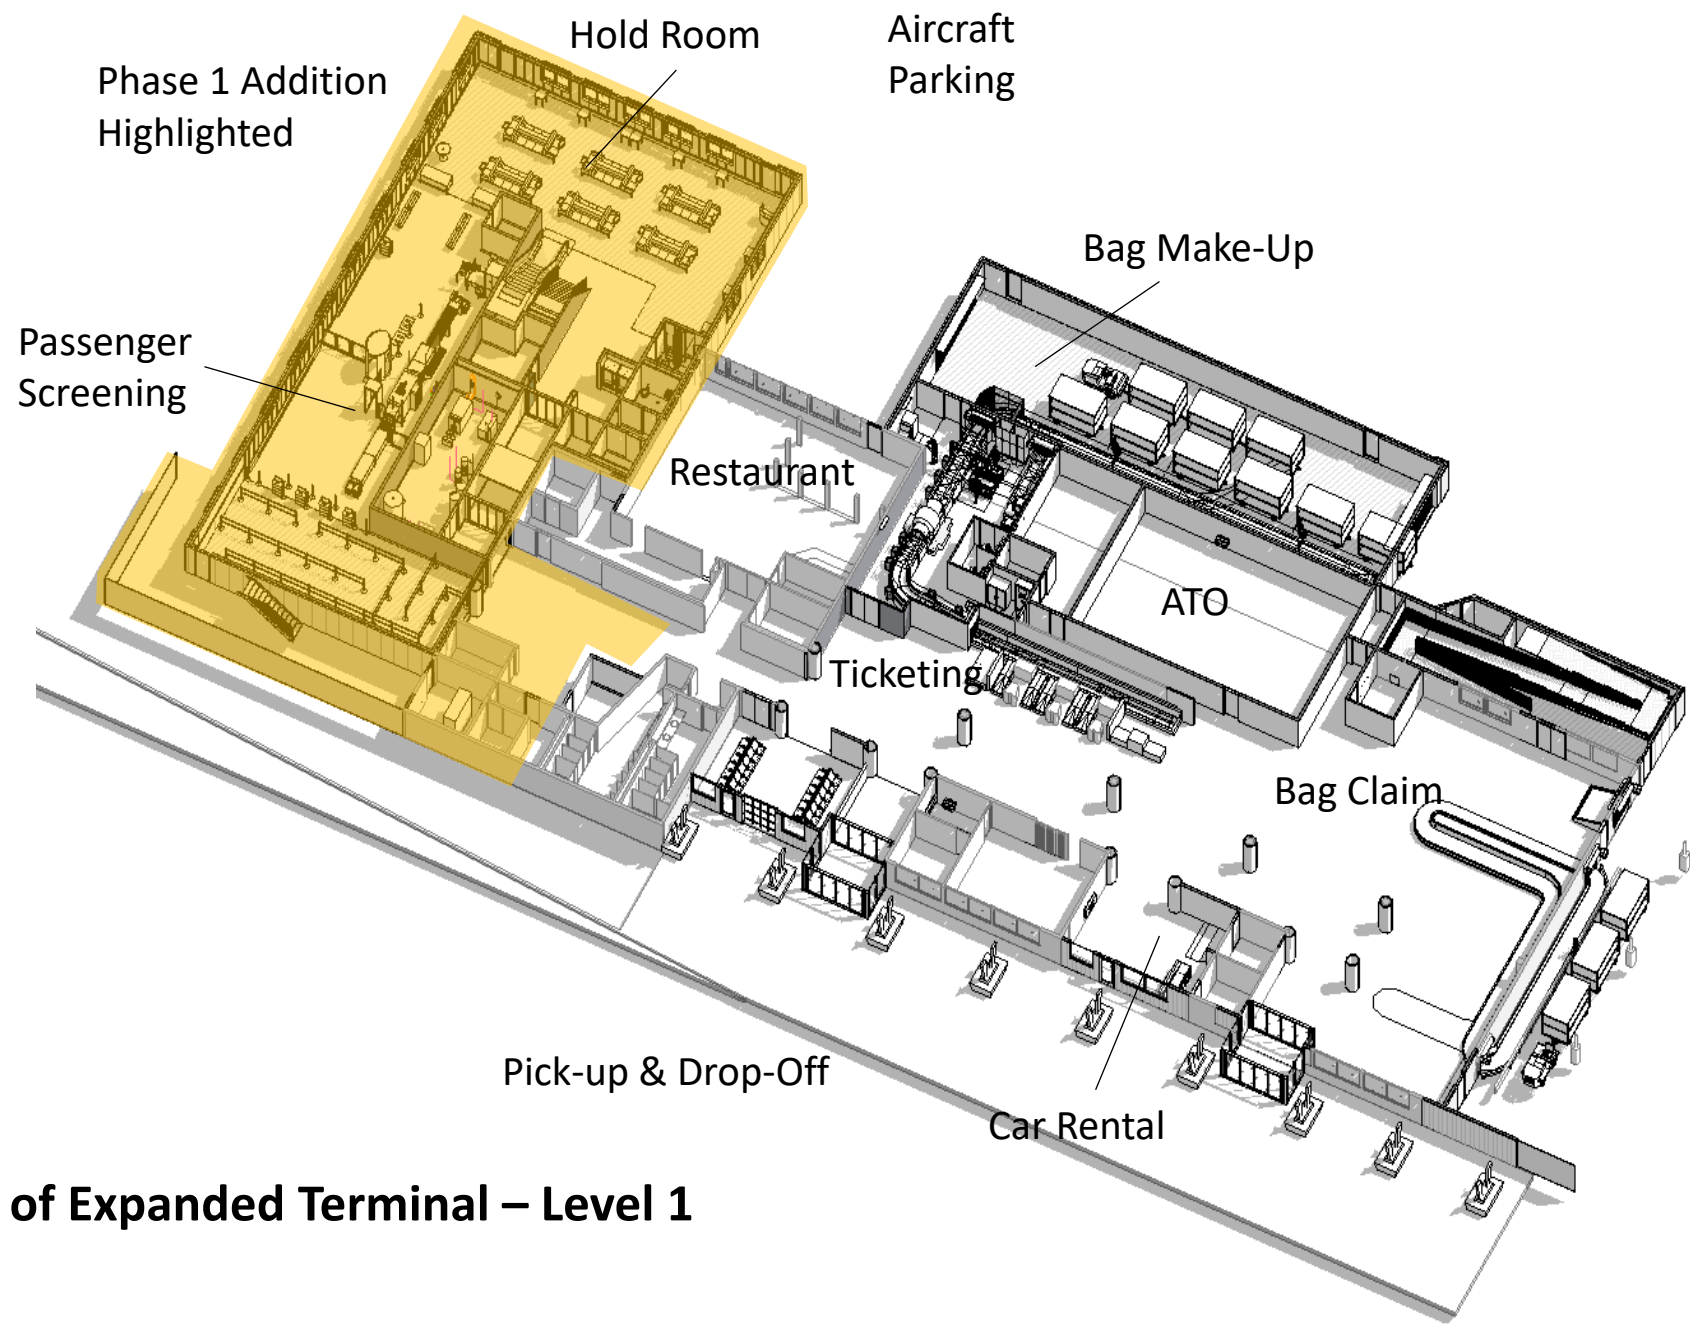 Hold Room
Aircraft
Parking
Phase 1 Addition
Highlighted
Bag Make-Up
Passenger
Screening
Restaurant
ATO
Ticketing
Bag Claim
Pick-up & Drop-Off
Car Rental
of Expanded Terminal – Level 1